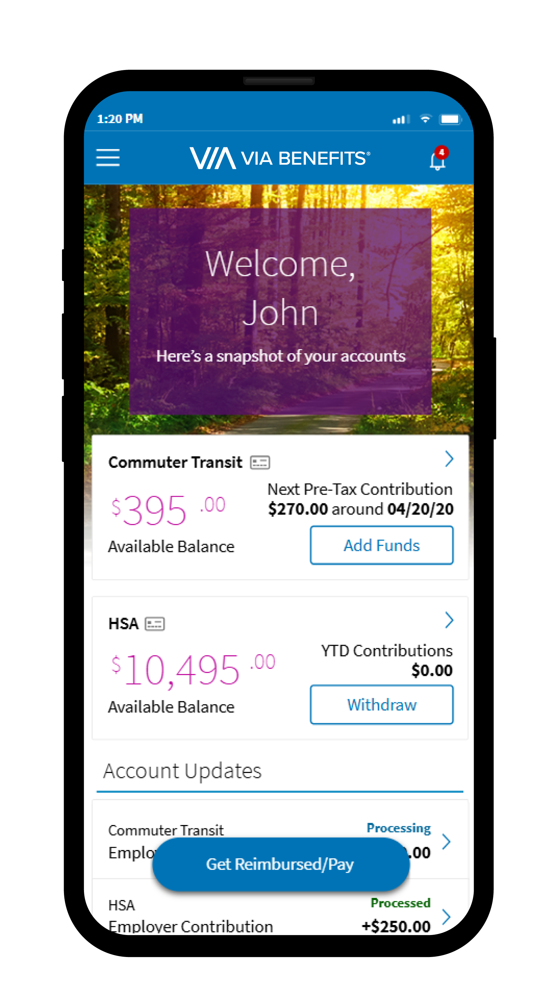 1:20 PM
VIA VIA BENEFITS®
4
Welcome,
John
Here's a snapshot of your accounts
Commuter Transit
Next Pre-Tax Contribution
$395.00
$270.00 around 04/20/20
Available Balance
Add Funds
HSA
YTD Contributions
$10,495.00
$0.00
Available Balance
Withdraw
Account Updates
Commuter Transit
Processing
.00
Get Reimbursed/Pay
HSA
Processed
Employer Contribution
+$250.00